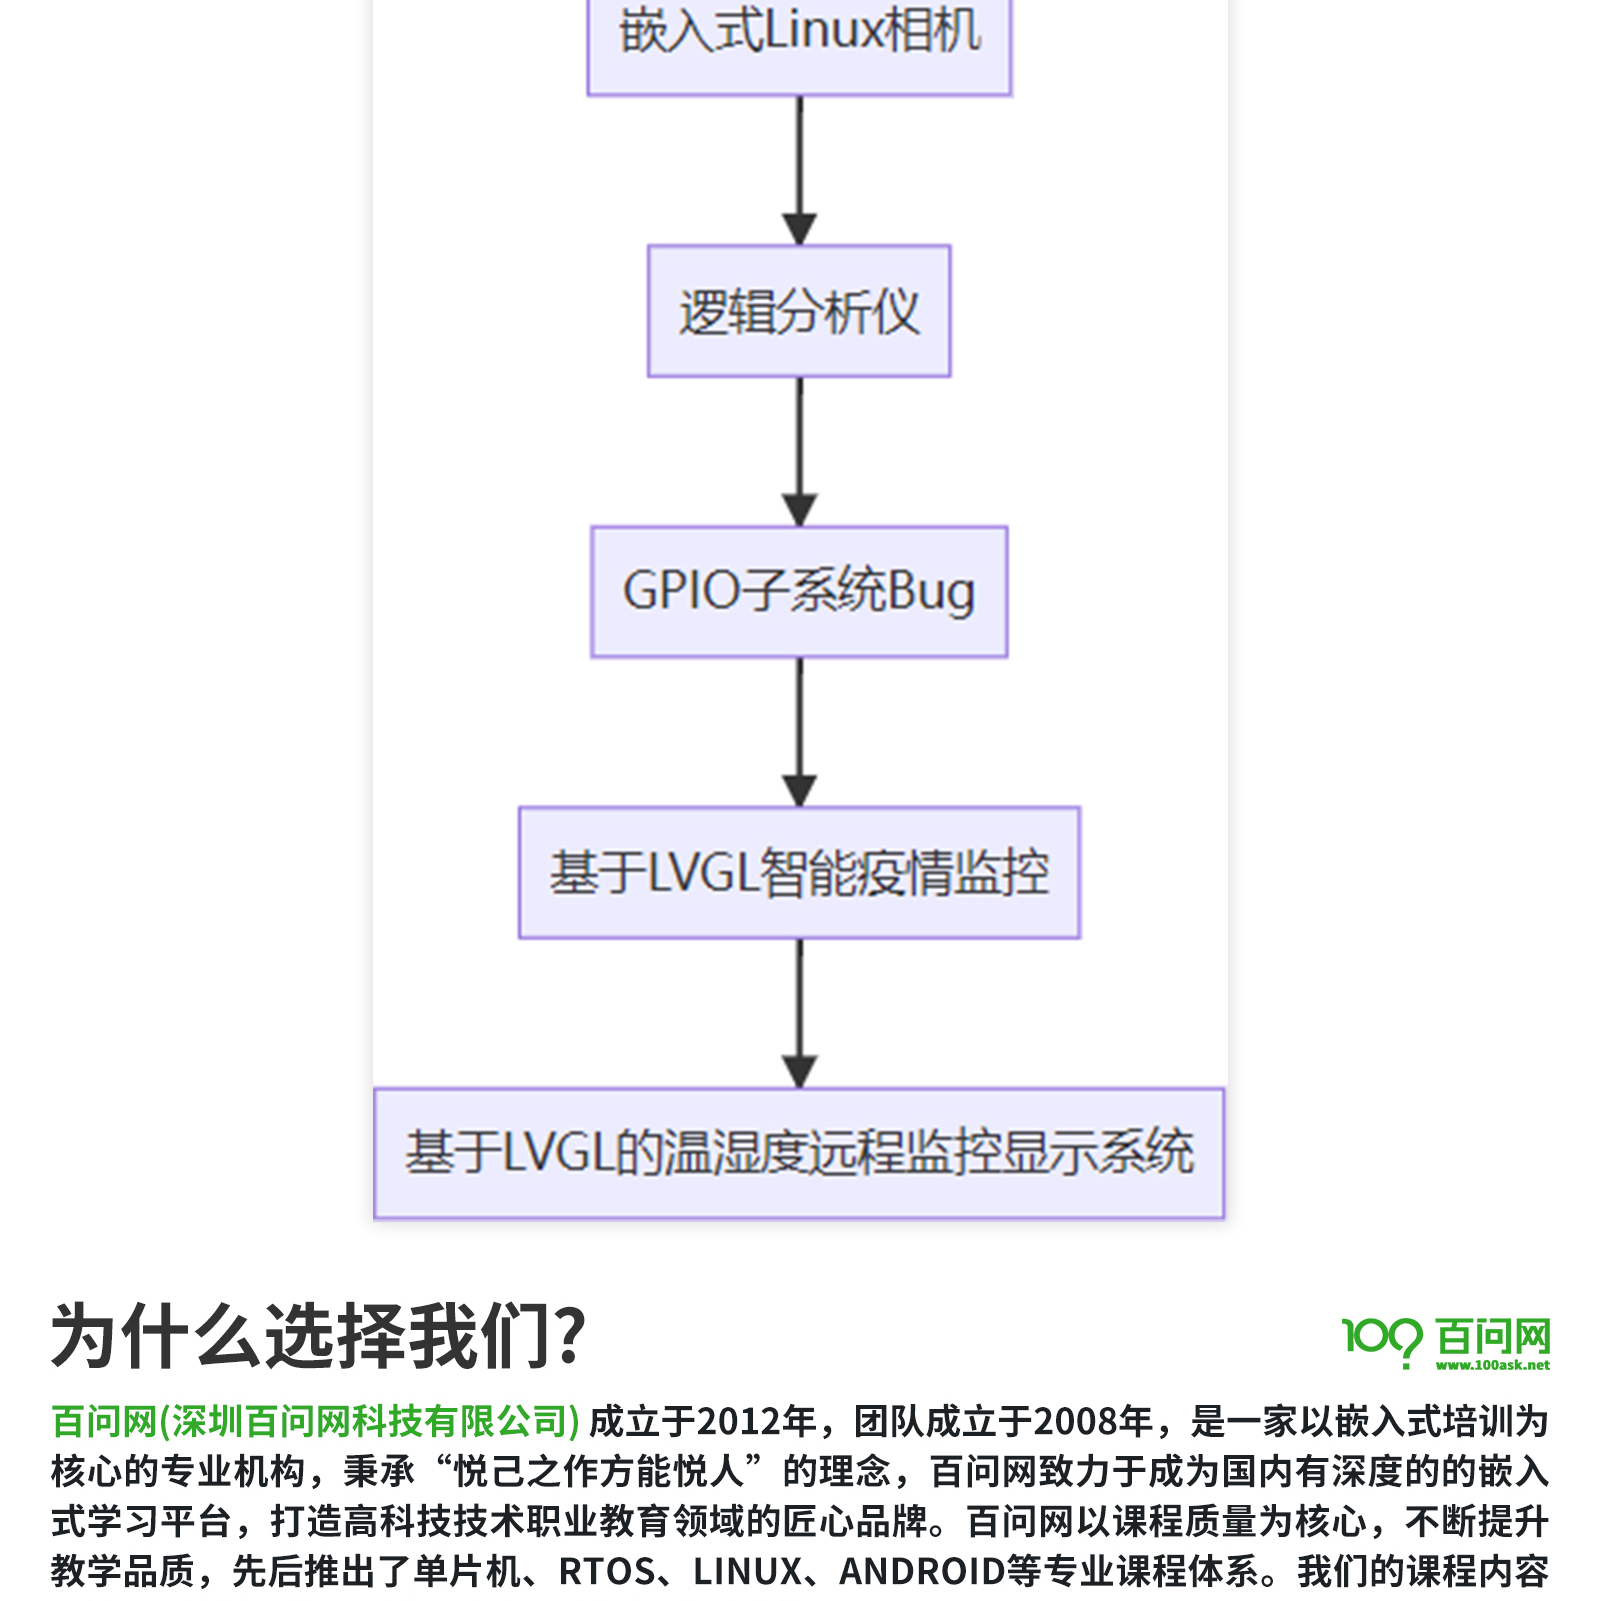 嵌入式Linux相机
逻辑分析仪
GPIO子系统Bug
基于LVGL智能疫情监控
基于LVGL的温湿度远程监控显示系统
为什么选择我们?
百问网
www.100ask.net
百问网(深圳百问网科技有限公司) 成立于2012年，团队成立于2008年，是一家以嵌入式培训为
核心的专业机构，秉承“悦己之作方能悦人”的理念，百问网致力于成为国内有深度的的嵌入
式学习平台，打造高科技技术职业教育领域的匠心品牌。百问网以课程质量为核心，不断提升
教学品质，先后推出了单片机、RTOS、LINUX、ANDROID等专业课程体系。我们的课程内容